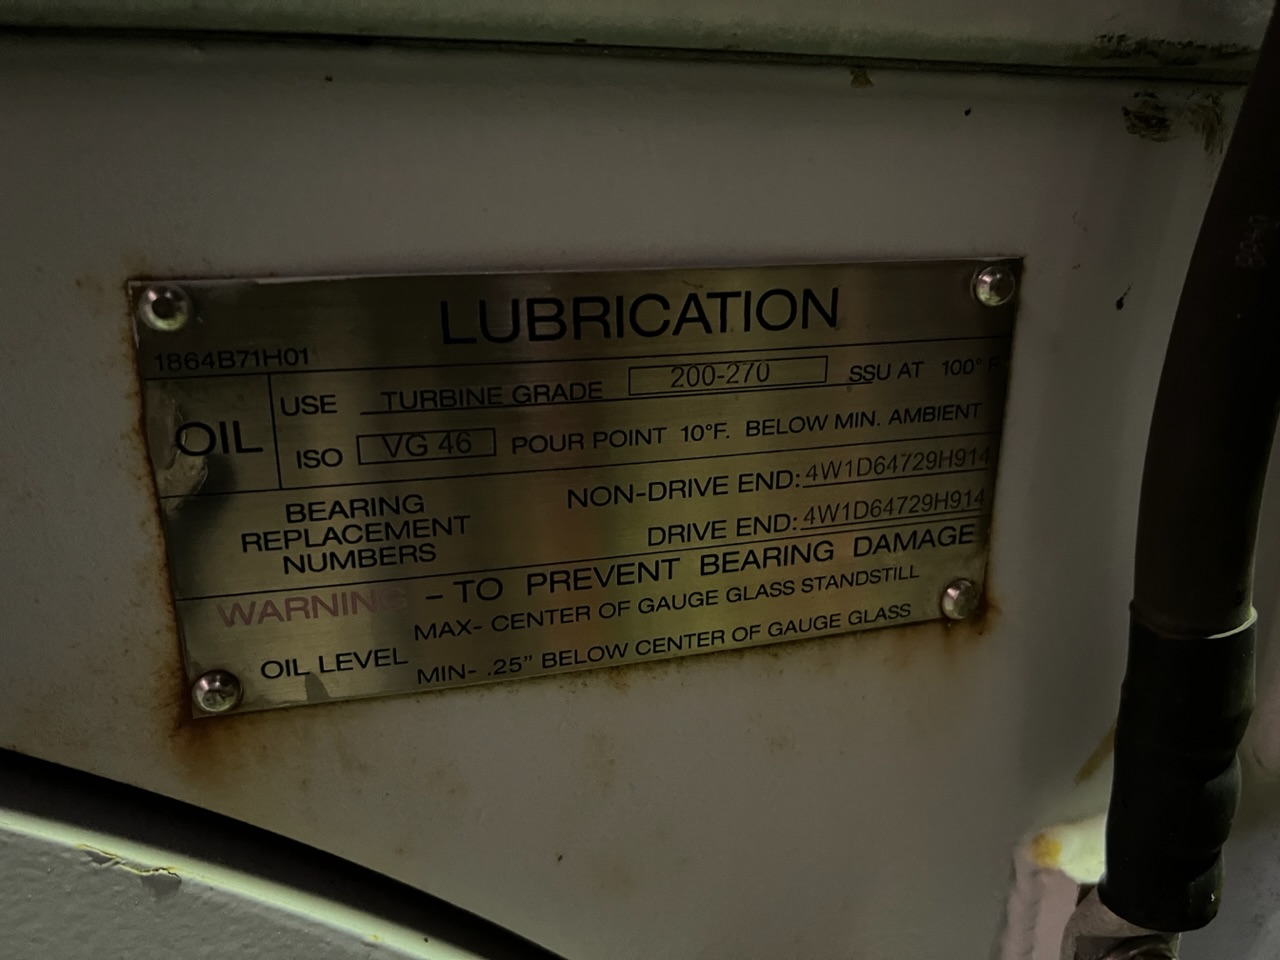 LUBRICATION
1864B71H01
OIL
USE TURBINE GRADE 200-270 SSU AT 100° F
ISO VG 46 POUR POINT 10°F. BELOW MIN. AMBIENT
BEARING
REPLACEMENT
NUMBERS
NON-DRIVE END: 4W1D64729H914
DRIVE END: 4W1D64729H914
WARNING – TO PREVENT BEARING DAMAGE
OIL LEVEL
MAX- CENTER OF GAUGE GLASS STANDSTILL
MIN- .25” BELOW CENTER OF GAUGE GLASS